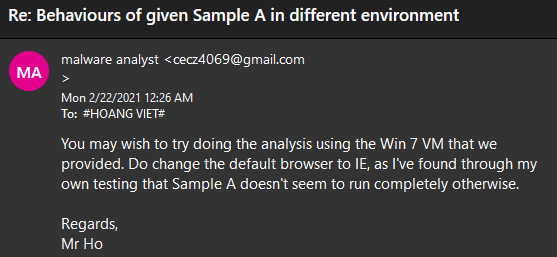 Re: Behaviours of given Sample A in different environment
MA
malware analyst <cecz4069@gmail.com
>
Mon 2/22/2021 12:26 AM
To: #HOANG VIET#
You may wish to try doing the analysis using the Win 7 VM that we
provided. Do change the default browser to IE, as I've found through my
own testing that Sample A doesn't seem to run completely otherwise.
Regards,
Mr Ho